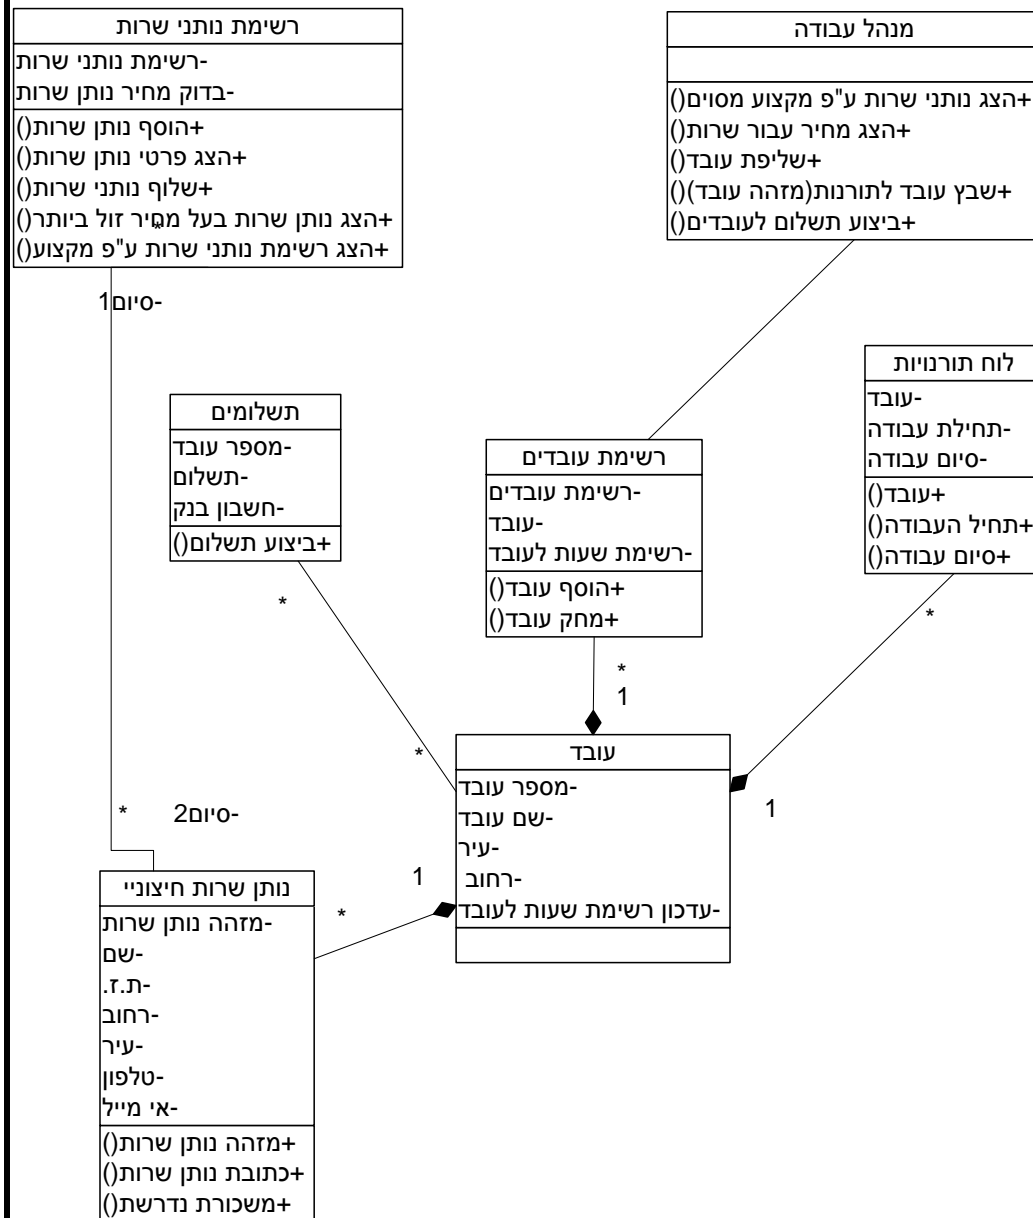 רשימת נותני שרות
-רשימת נותני שרות
-בדוק מחיר נותן שרות
+הוסף נותן שרות()
+הצג פרטי נותן שרות()
+שלוף נותני שרות()
+הצג נותן שרות בעל מחיר זול ביותר()
*
+הצג רשימת נותני שרות ע"פ מקצוע()
-סיום1
מנהל עבודה
+הצג נותני שרות ע"פ מקצוע מסוים()
+הצג מחיר עבור שרות()
+שליפת עובד()
+שבץ עובד לתורנות(מזהה עובד)()
+ביצוע תשלום לעובדים()
לוח תורנויות
-עובד
-תחילת עבודה
-סיום עבודה
+עובד()
+תחיל העבודה()
+סיום עבודה()
*
תשלומים
-מספר עובד
-תשלום
-חשבון בנק
+ביצוע תשלום()
*
רשימת עובדים
-רשימת עובדים
-עובד
-רשימת שעות לעובד
+הוסף עובד()
+מחק עובד()
*
1
*
1
עובד
-מספר עובד
-שם עובד
-עיר
-רחוב
-עדכון רשימת שעות לעובד
1
*
*
-סיום2
נותן שרות חיצוניי
-מזהה נותן שרות
-שם
-ת.ז.
-רחוב
-עיר
-טלפון
-אי מייל
+מזהה נותן שרות()
+כתובת נותן שרות()
+משכורת נדרשת()